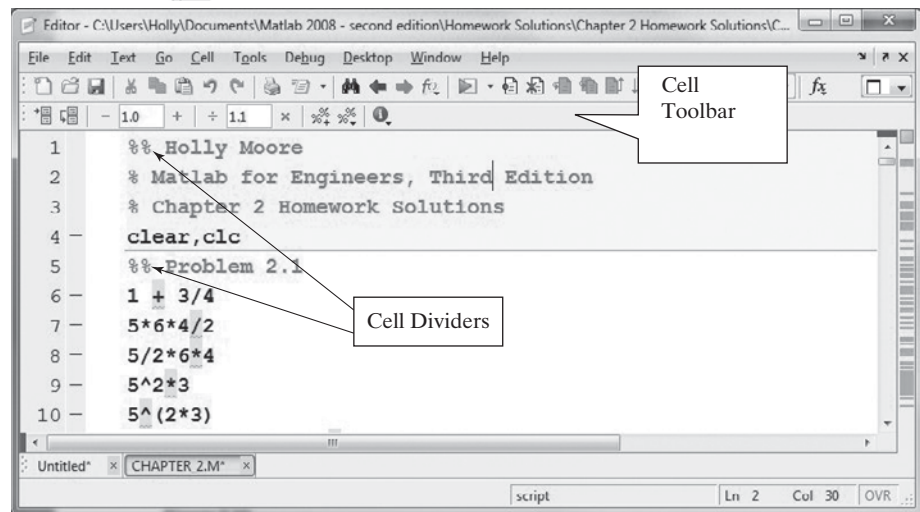 Editor - C:\Users\Holly\Documents\Matlab 2008 - second edition\Homework Solutions\Chapter 2 Homework Solutions\C...
File Edit Text Go Cell Tools Debug Desktop Window Help
Cell
Toolbar
fx
- 1.0 + ÷ 1.1 ×
1 %% Holly Moore
2 % Matlab for Engineers, Third Edition
3 % Chapter 2 Homework Solutions
4 - clear,clc
5 %% Problem 2.1
6 - 1 + 3/4
7 - 5*6*4/2
8 - 5/2*6*4
9 - 5^2*3
10 - 5^(2*3)
Cell Dividers
Untitled* × CHAPTER 2.M* ×
script Ln 2 Col 30 OVR